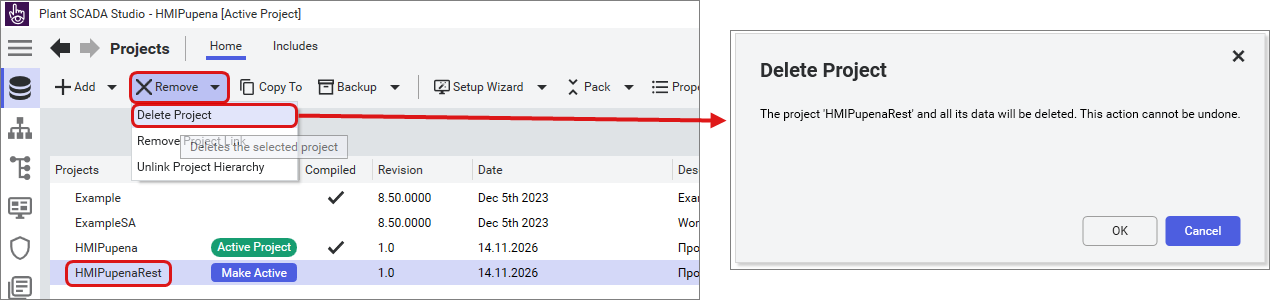 Plant SCADA Studio - HMIPupena [Active Project]
Projects
Home
Includes
Add
Remove
Copy To
Backup
Setup Wizard
Pack
Prope
Delete Project
Remove Project Link
Deletes the selected project
Unlink Project Hierarchy
Projects
Compiled
Revision
Date
Des
Example 8.50.0000 Dec 5th 2023 Exa
ExampleSA 8.50.0000 Dec 5th 2023 Wor
HMIPupena Active Project 1.0 14.11.2026 Про
HMIPupenaRest Make Active 1.0 14.11.2026 Про
Delete Project
The project 'HMIPupenaRest' and all its data will be deleted. This action cannot be undone.
OK
Cancel